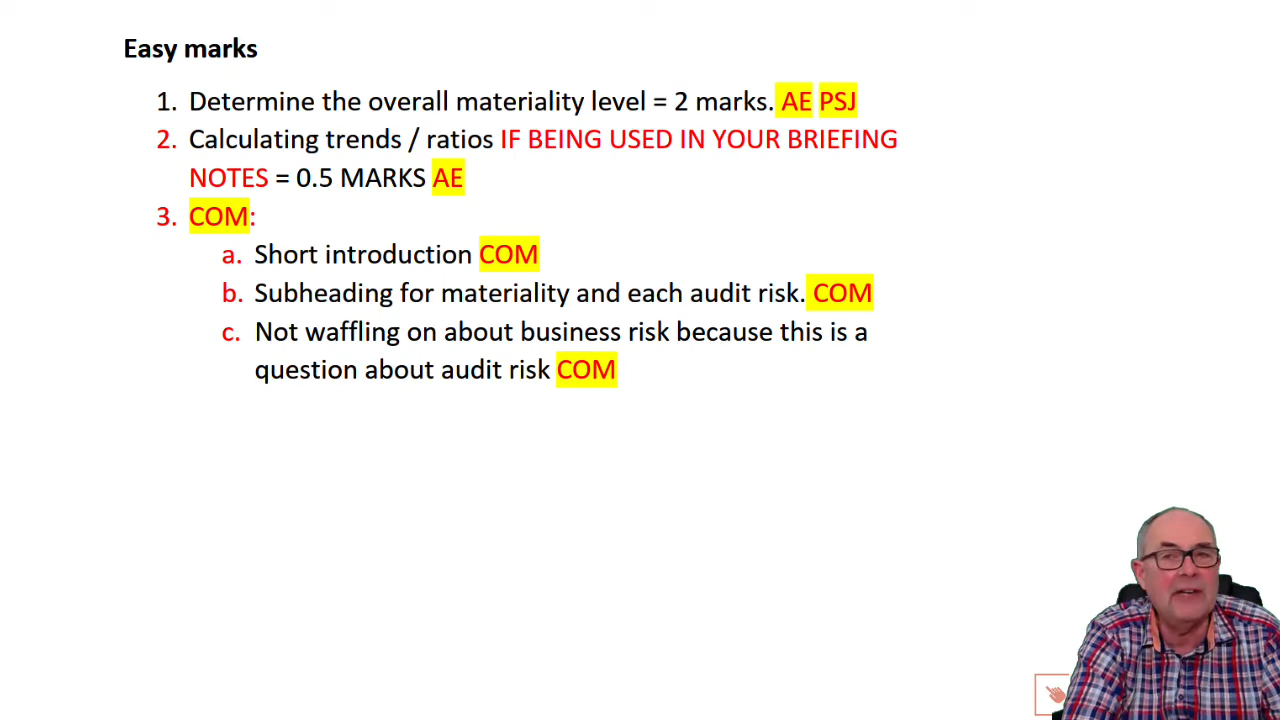 Easy marks
1. Determine the overall materiality level = 2 marks. AE PSJ
2. Calculating trends / ratios IF BEING USED IN YOUR BRIEFING
NOTES = 0.5 MARKS AE
3. COM:
a. Short introduction COM
b. Subheading for materiality and each audit risk. COM
c. Not waffling on about business risk because this is a
question about audit risk COM